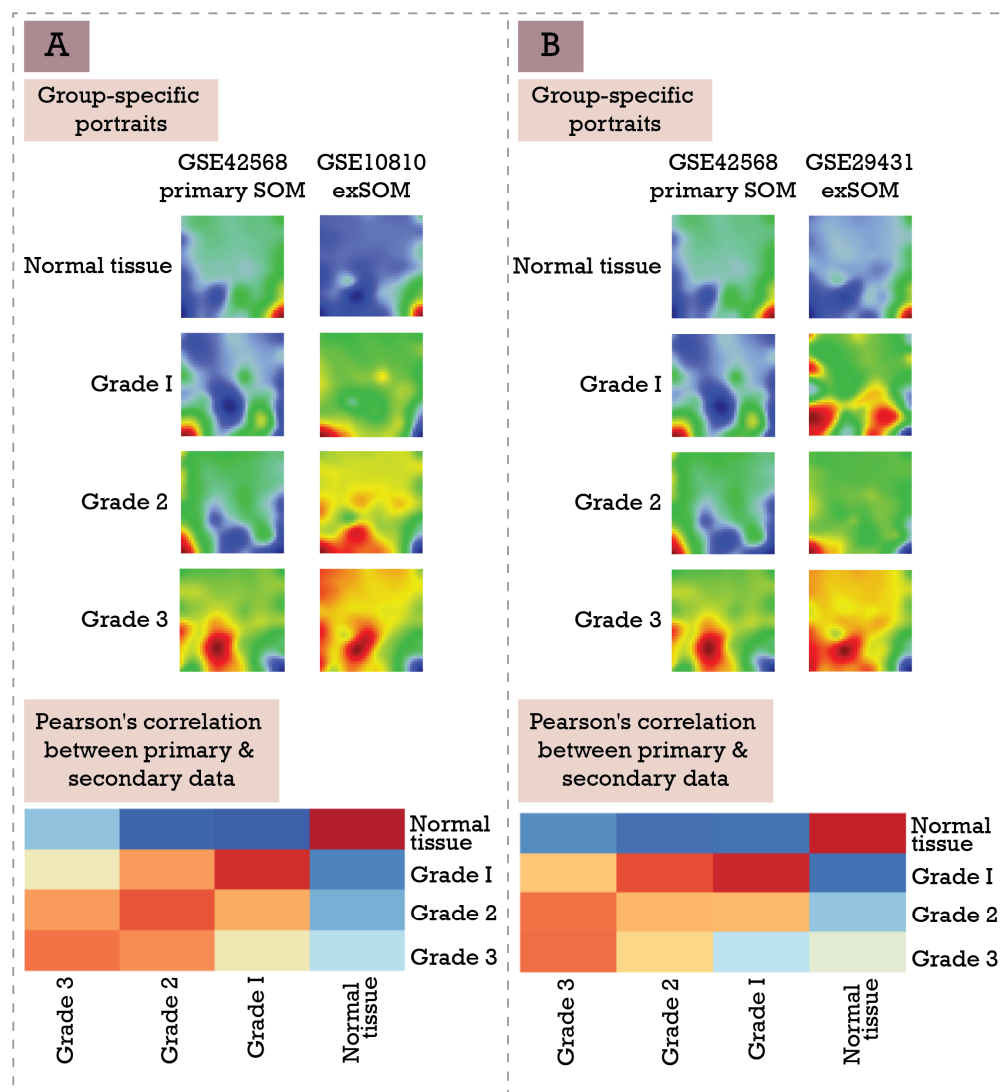 A
Group-specific
portraits
GSE42568
primary SOM
GSE10810
exSOM
Normal tissue
Grade I
Grade 2
Grade 3
Pearson's correlation
between primary &
secondary data
Normal
tissue
Grade I
Grade 2
Grade 3
Grade 3
Grade 2
Grade I
Normal
tissue
B
Group-specific
portraits
GSE42568
primary SOM
GSE29431
exSOM
Normal tissue
Grade I
Grade 2
Grade 3
Pearson's correlation
between primary &
secondary data
Normal
tissue
Grade I
Grade 2
Grade 3
Grade 3
Grade 2
Grade I
Normal
tissue